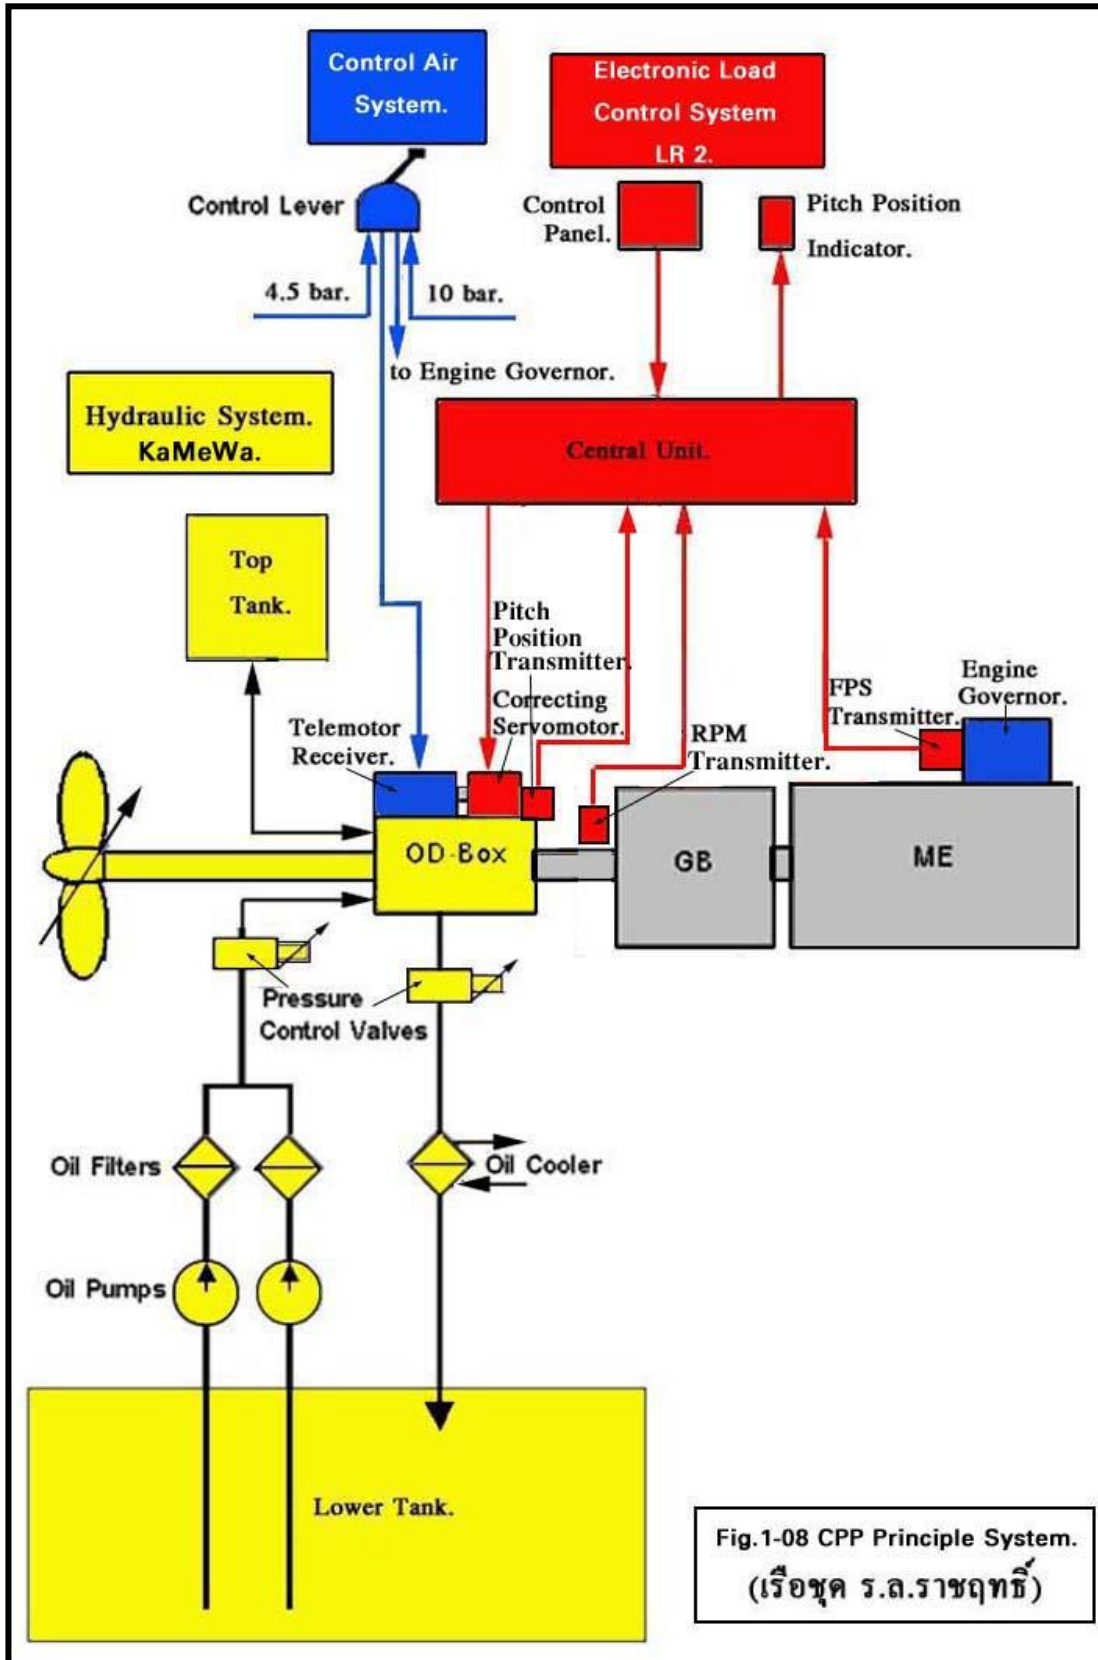 Control Air
System.
Electronic Load
Control System
LR 2.
Control Lever
Control
Panel.
Pitch Position
Indicator.
4.5 bar.
10 bar.
to Engine Governor.
Hydraulic System.
KaMeWa.
Central Unit.
Top
Tank.
Pitch
Position
Transmitter.
Correcting
Servomotor.
Telemotor
Receiver.
RPM
Transmitter.
FPS
Transmitter.
Engine
Governor.
OD-Box
GB
ME
Pressure
Control Valves
Oil Filters
Oil Cooler
Oil Pumps
Lower Tank.
Fig.1-08 CPP Principle System.
(เรือชุด ร.ล.ราชฤทธิ์)